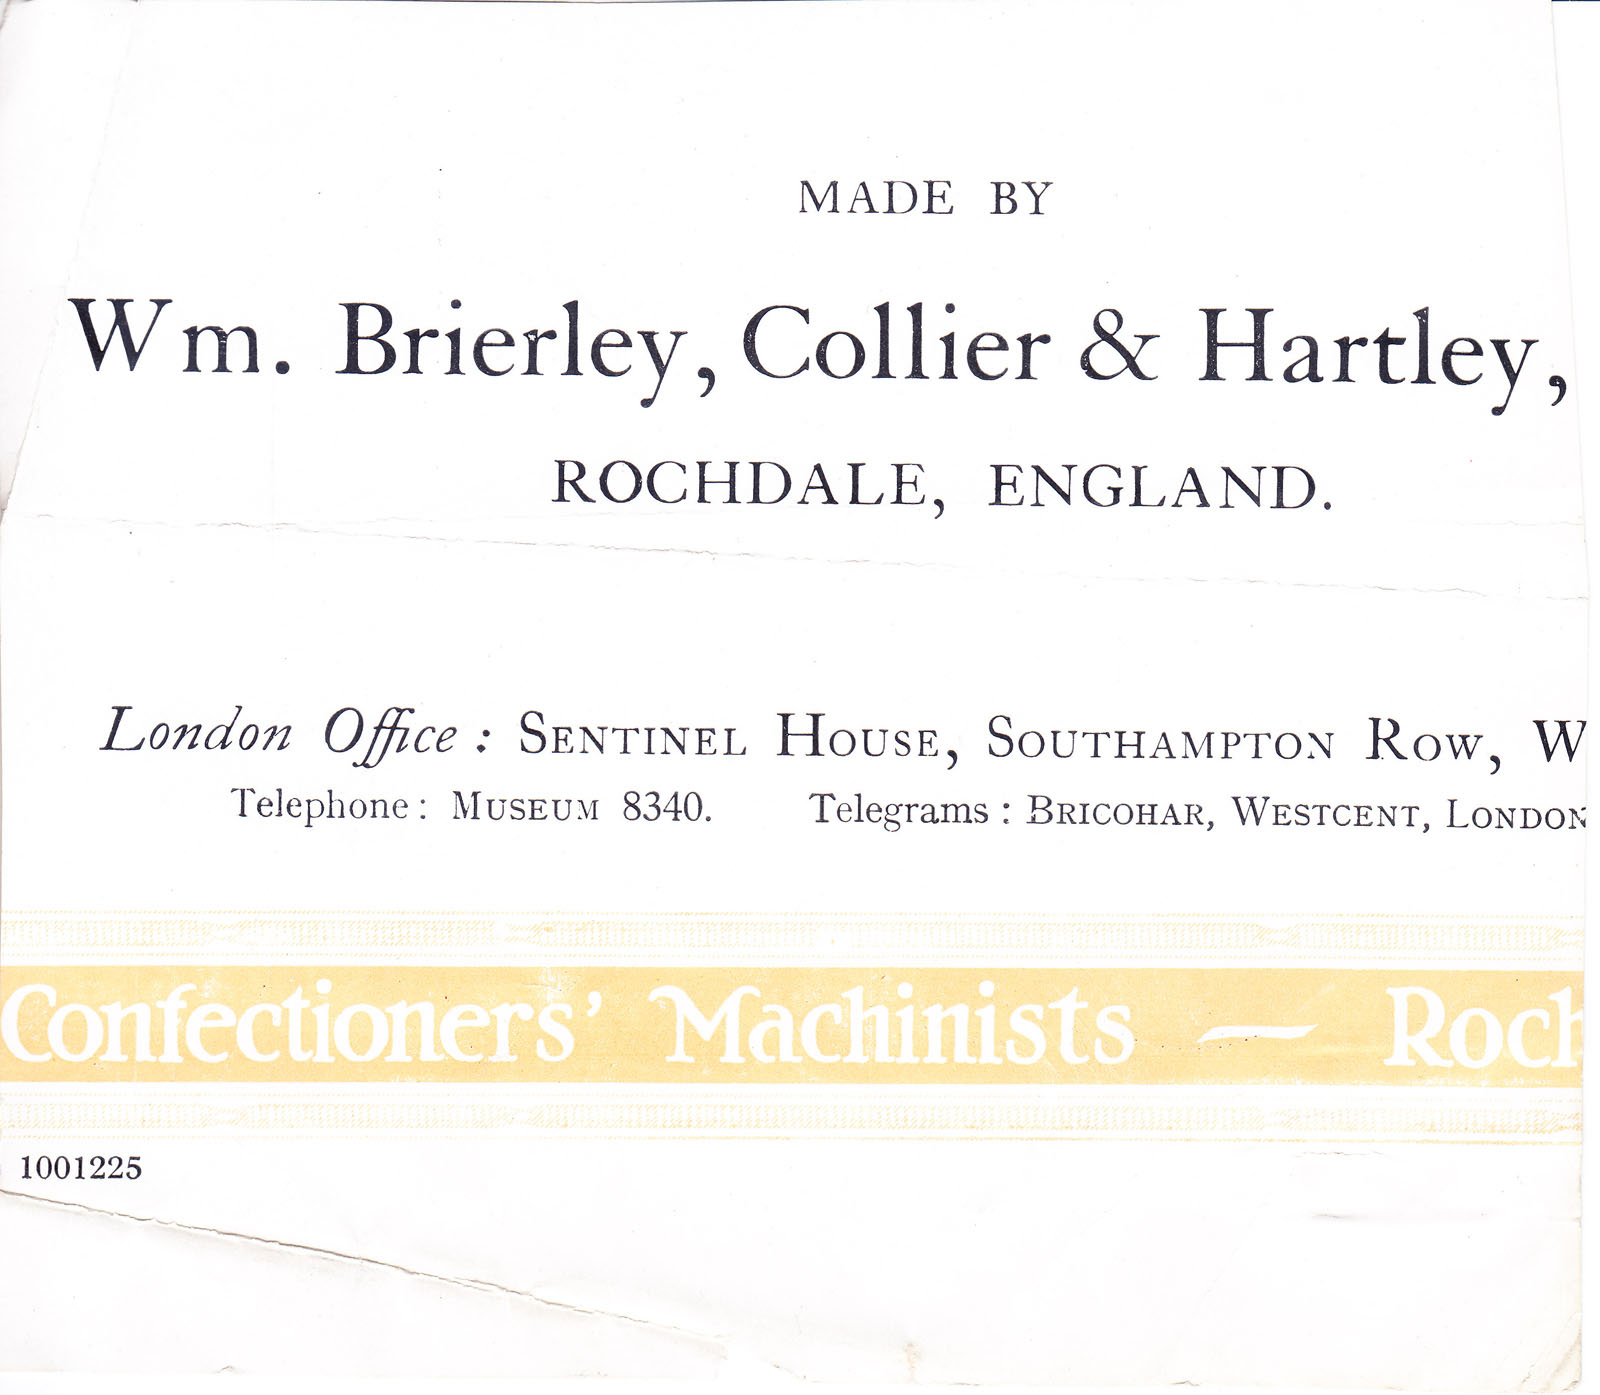 MADE BY
Wm. Brierley, Collier & Hartley,
ROCHDALE, ENGLAND.
London Office : SENTINEL HOUSE, SOUTHAMPTON ROW, W
Telephone : MUSEUM 8340. Telegrams : BRICOHAR, WESTCENT, LONDON
Confectioners' Machinists — Roch
1001225